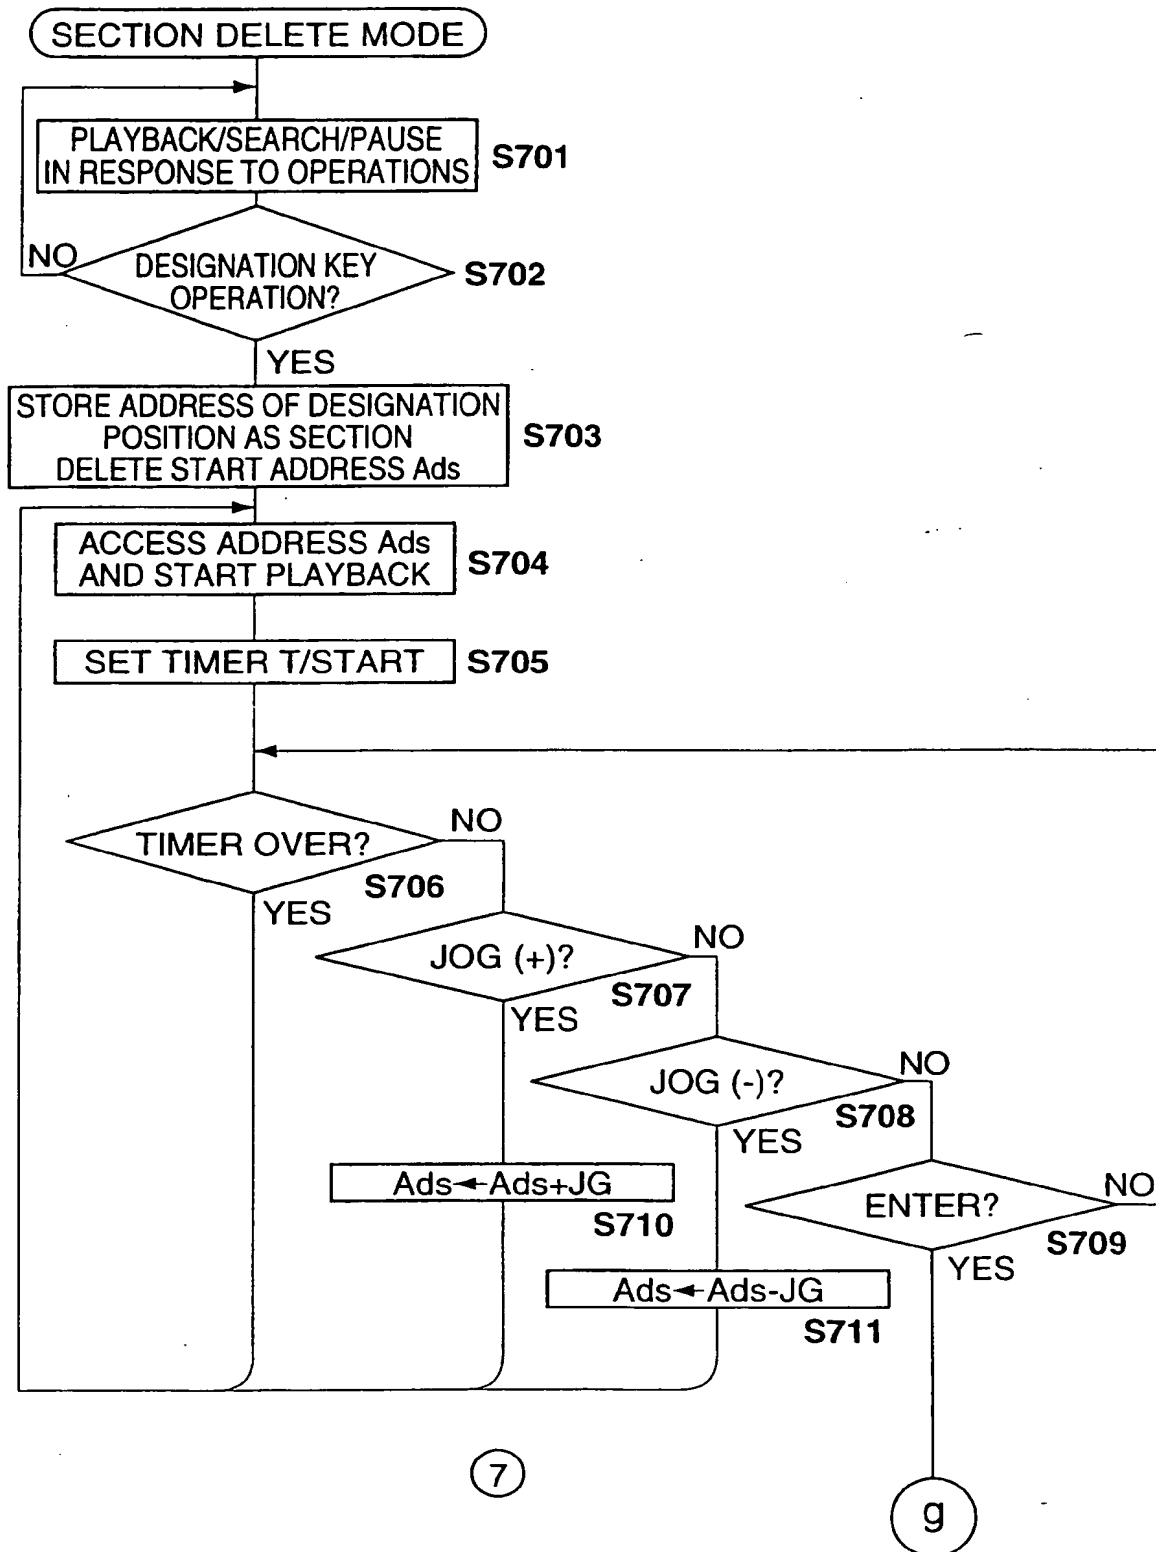 SECTION DELETE MODE
PLAYBACK/SEARCH/PAUSE
IN RESPONSE TO OPERATIONS
S701
NO
DESIGNATION KEY
OPERATION?
S702
YES
STORE ADDRESS OF DESIGNATION
POSITION AS SECTION
DELETE START ADDRESS Ads
S703
ACCESS ADDRESS Ads
AND START PLAYBACK
S704
SET TIMER T/START
S705
TIMER OVER?
NO
S706
YES
JOG (+)?
NO
S707
YES
JOG (-)?
NO
S708
YES
Ads←Ads+JG
S710
ENTER?
NO
S709
YES
Ads←Ads-JG
S711
7
g